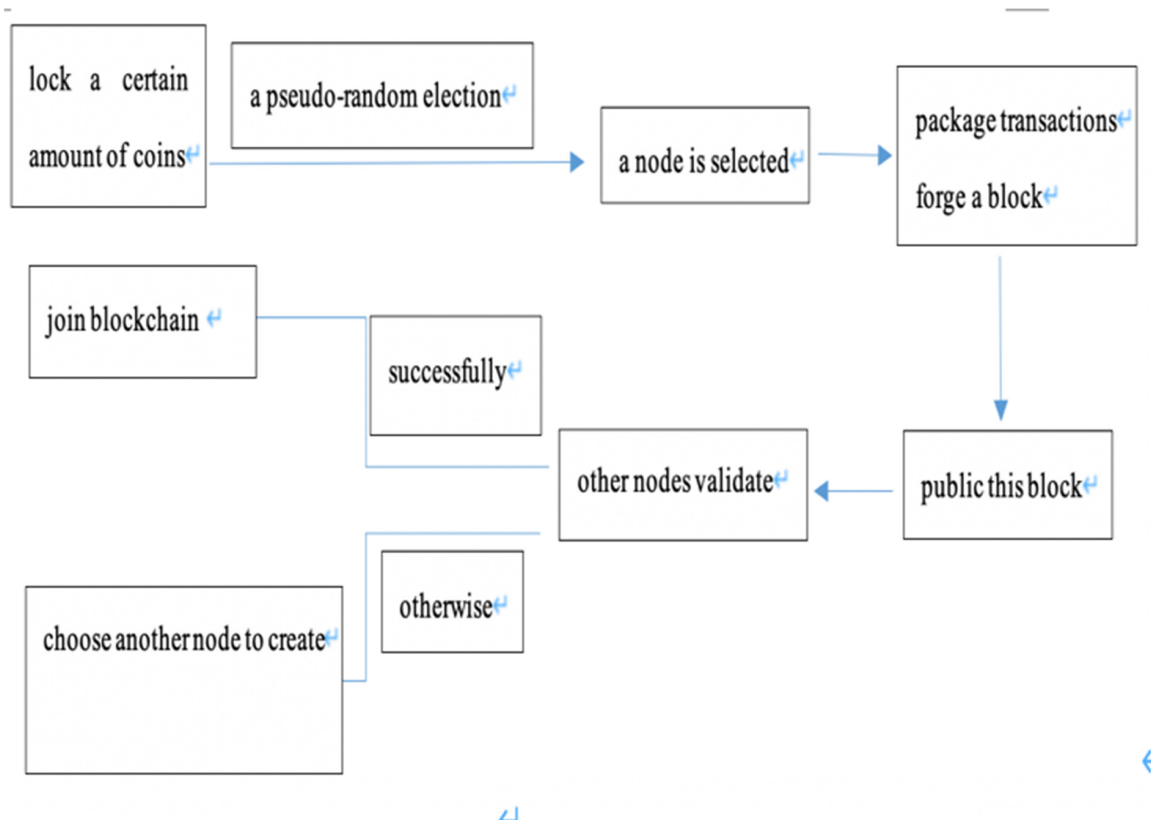 lock a certain
amount of coins↵
a pseudo-random election↵
a node is selected↵
package transactions↵
forge a block↵
join blockchain ↵
successfully↵
other nodes validate↵
public this block↵
otherwise↵
choose another node to create↵